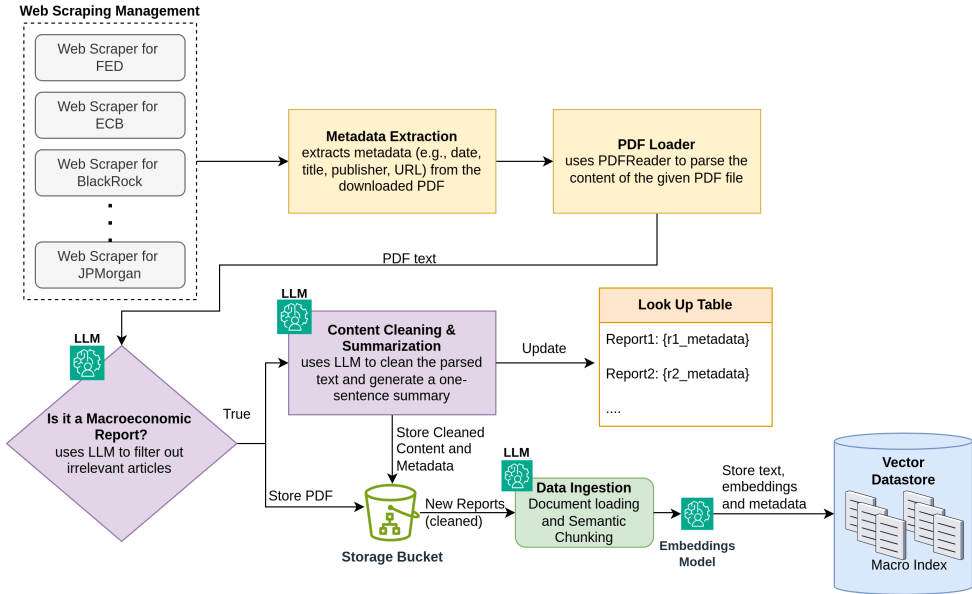 Web Scraping Management
Web Scraper for
FED
Web Scraper for
ECB
Web Scraper for
BlackRock
Web Scraper for
JPMorgan
Metadata Extraction
extracts metadata (e.g., date,
title, publisher, URL) from the
downloaded PDF
PDF Loader
uses PDFReader to parse the
content of the given PDF file
PDF text
LLM
Is it a Macroeconomic
Report?
uses LLM to filter out
irrelevant articles
True
Store PDF
LLM
Content Cleaning &
Summarization
uses LLM to clean the parsed
text and generate a one-
sentence summary
Update
Look Up Table
Report1: {r1_metadata}
Report2: {r2_metadata}
....
Store Cleaned
Content and
Metadata
Storage Bucket
New Reports
(cleaned)
LLM
Data Ingestion
Document loading
and Semantic
Chunking
Embeddings
Model
Store text,
embeddings
and metadata
Vector
Datastore
Macro Index